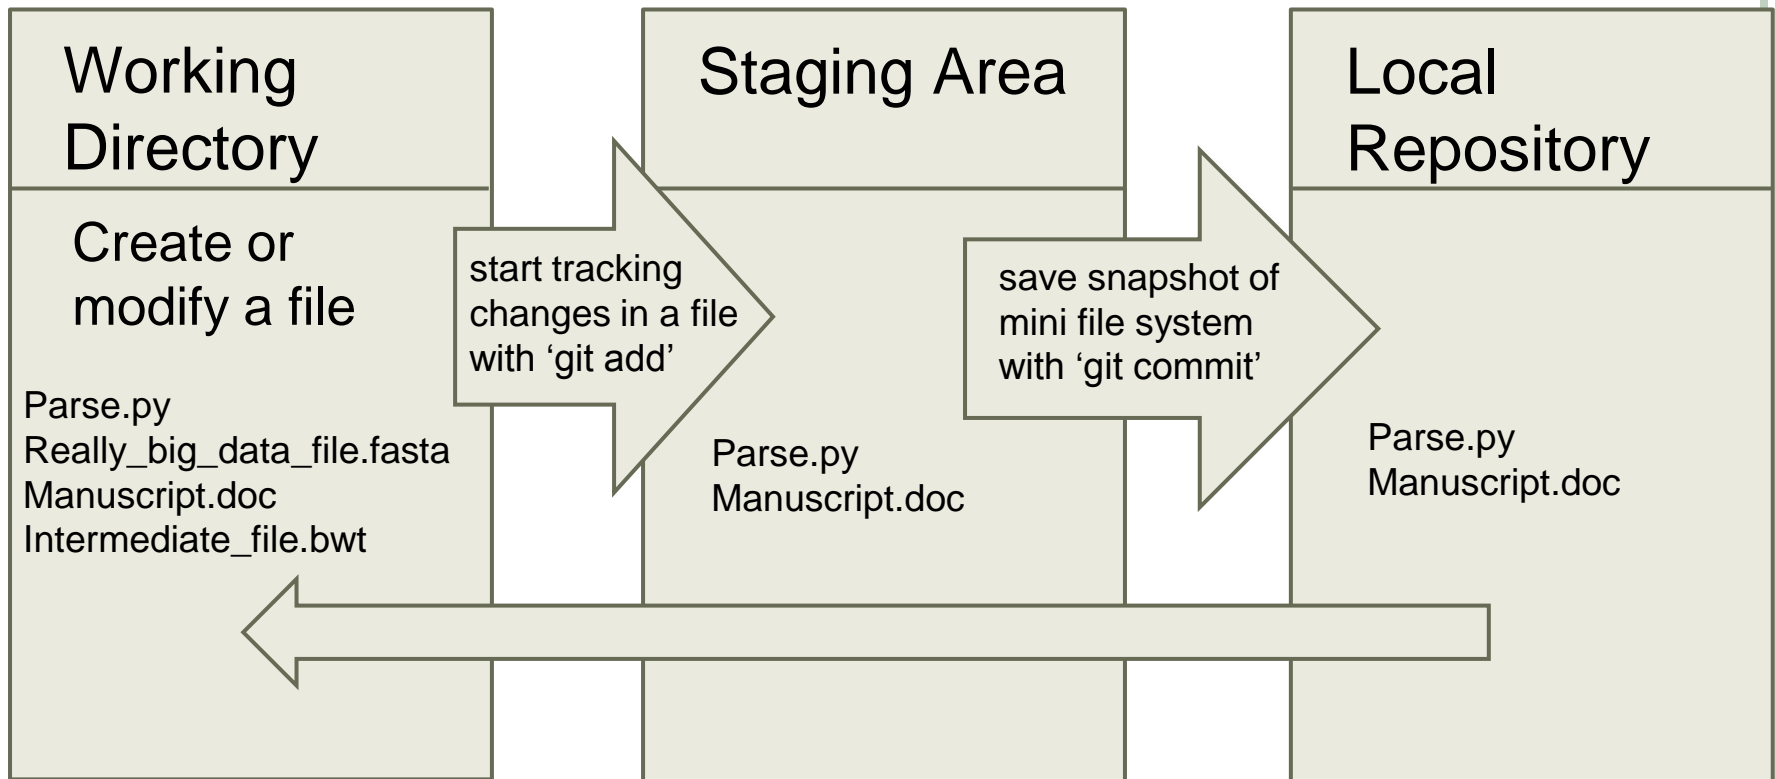 Working
Directory
Create or
modify a file
Parse.py
Really_big_data_file.fasta
Manuscript.doc
Intermediate_file.bwt
start tracking
changes in a file
with ‘git add’
Staging Area
Parse.py
Manuscript.doc
save snapshot of
mini file system
with ‘git commit’
Local
Repository
Parse.py
Manuscript.doc